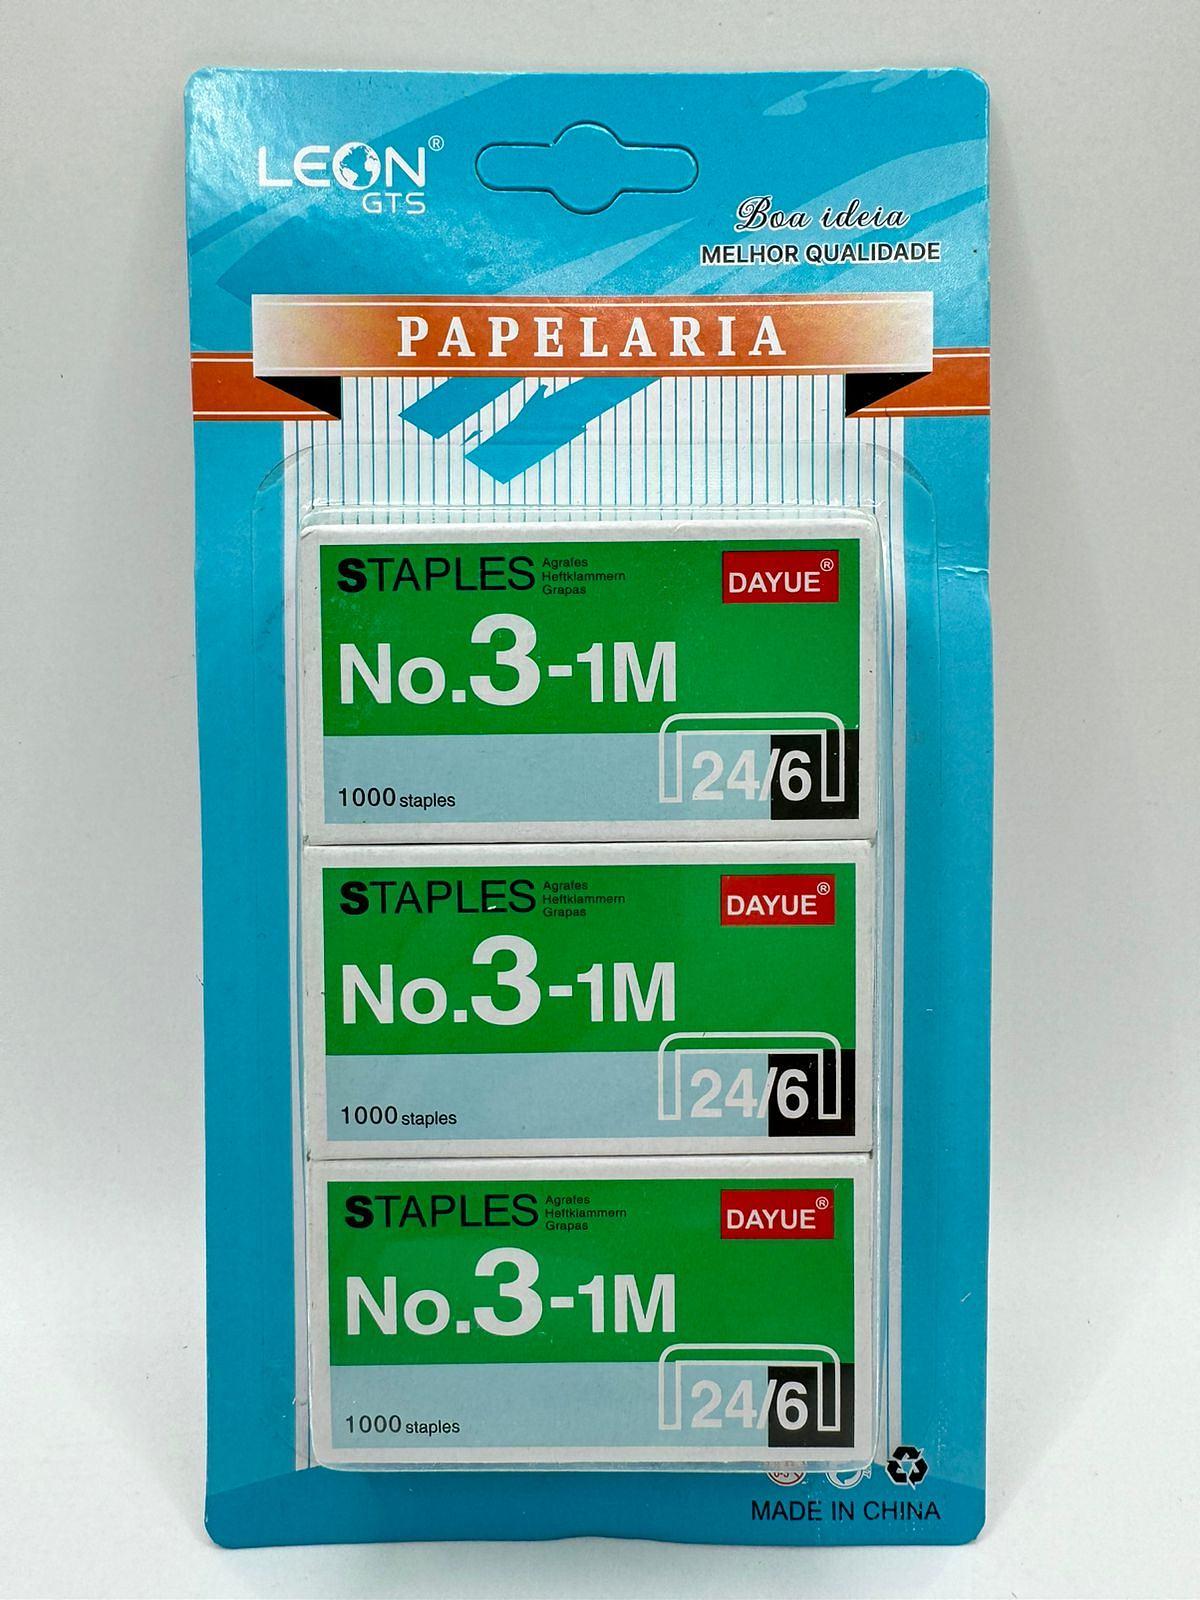 LEON®
GTS
Boa ideia
MELHOR QUALIDADE
PAPELARIA
STAPLES
Agrafes
Heftklammern
Grapas
DAYUE®
No.3-1M
24/6
1000 staples
STAPLES
Agrafes
Heftklammern
Grapas
DAYUE®
No.3-1M
24/6
1000 staples
STAPLES
Agrafes
Heftklammern
Grapas
DAYUE®
No.3-1M
24/6
1000 staples
0-3
MADE IN CHINA